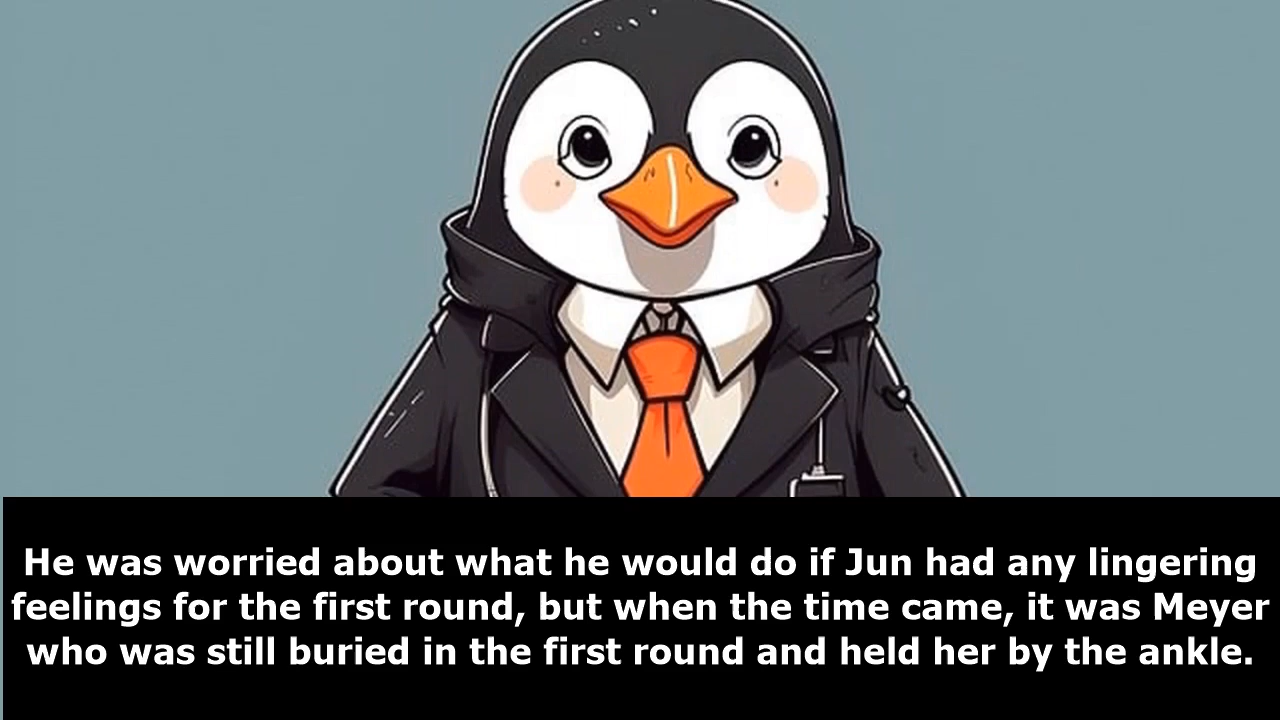 He was worried about what he would do if Jun had any lingering
feelings for the first round, but when the time came, it was Meyer
who was still buried in the first round and held her by the ankle.